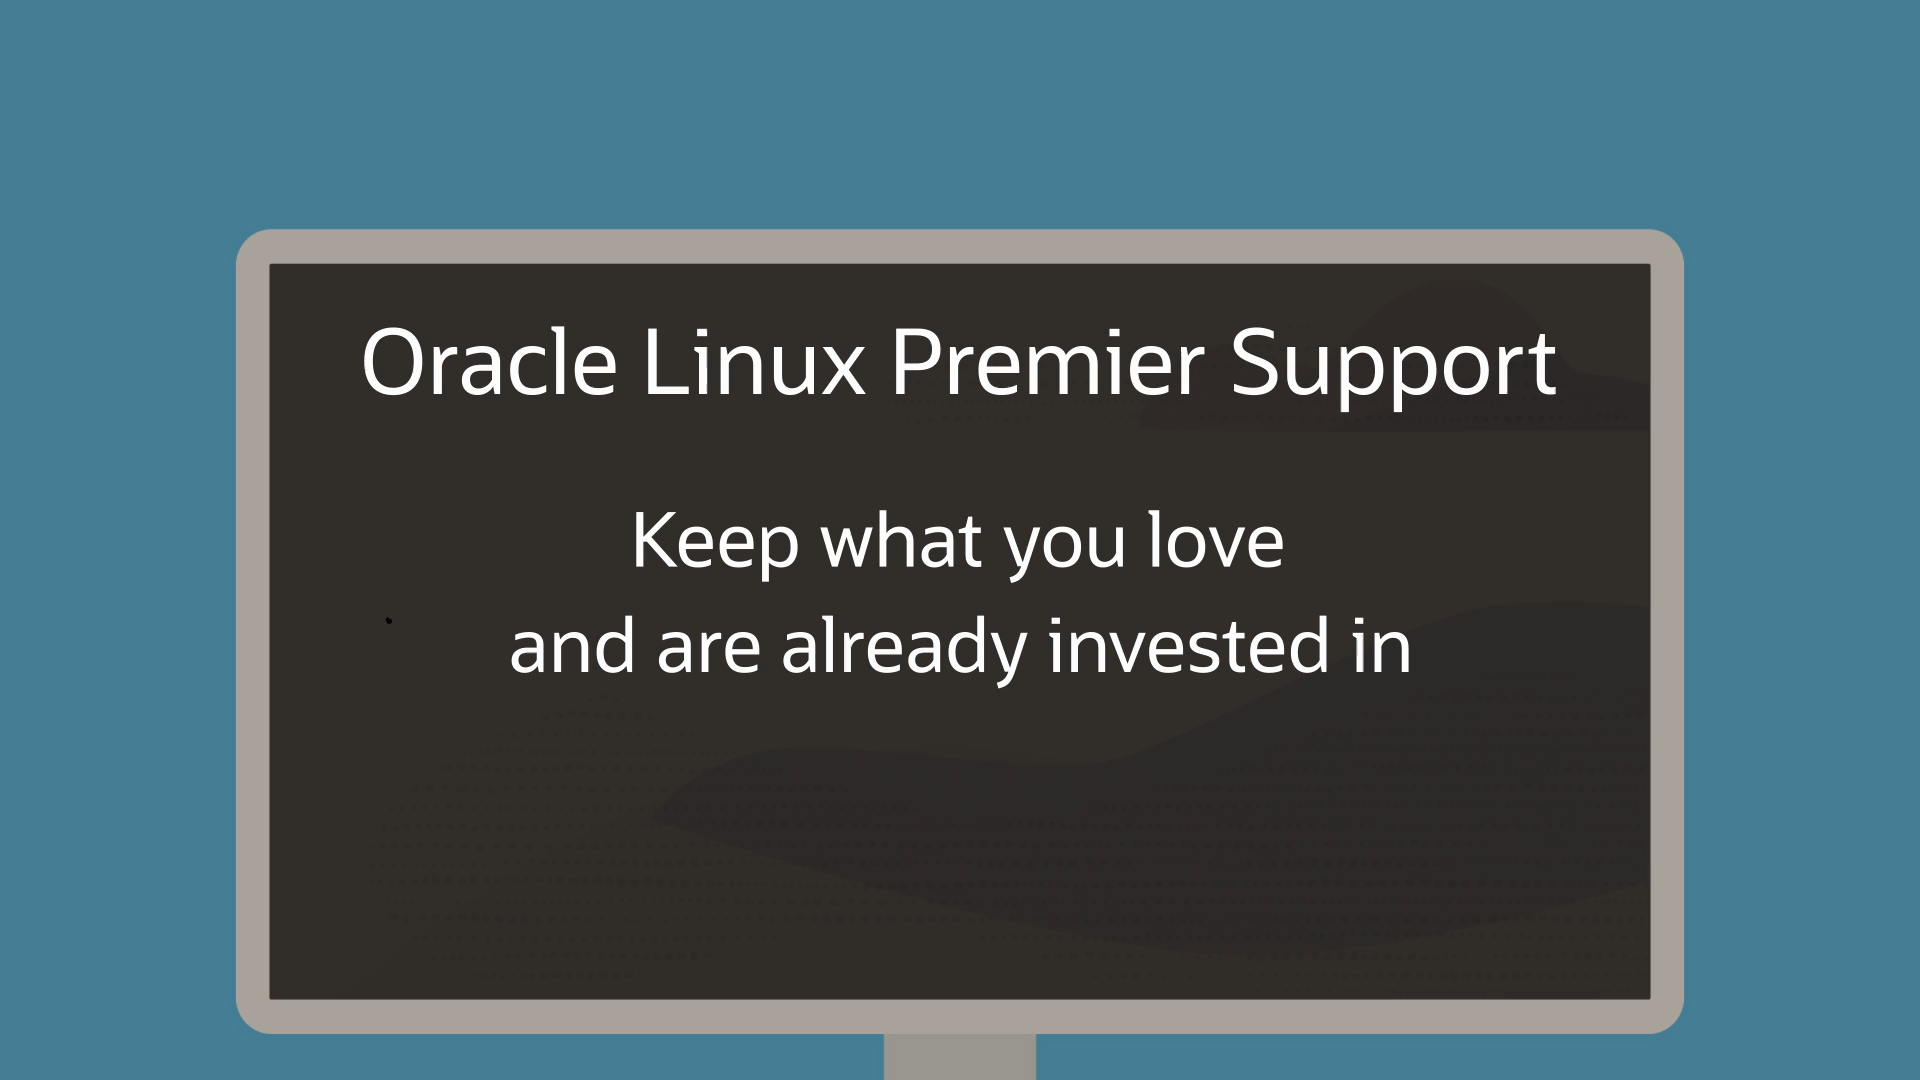 Oracle Linux Premier Support
Keep what you love
and are already invested in